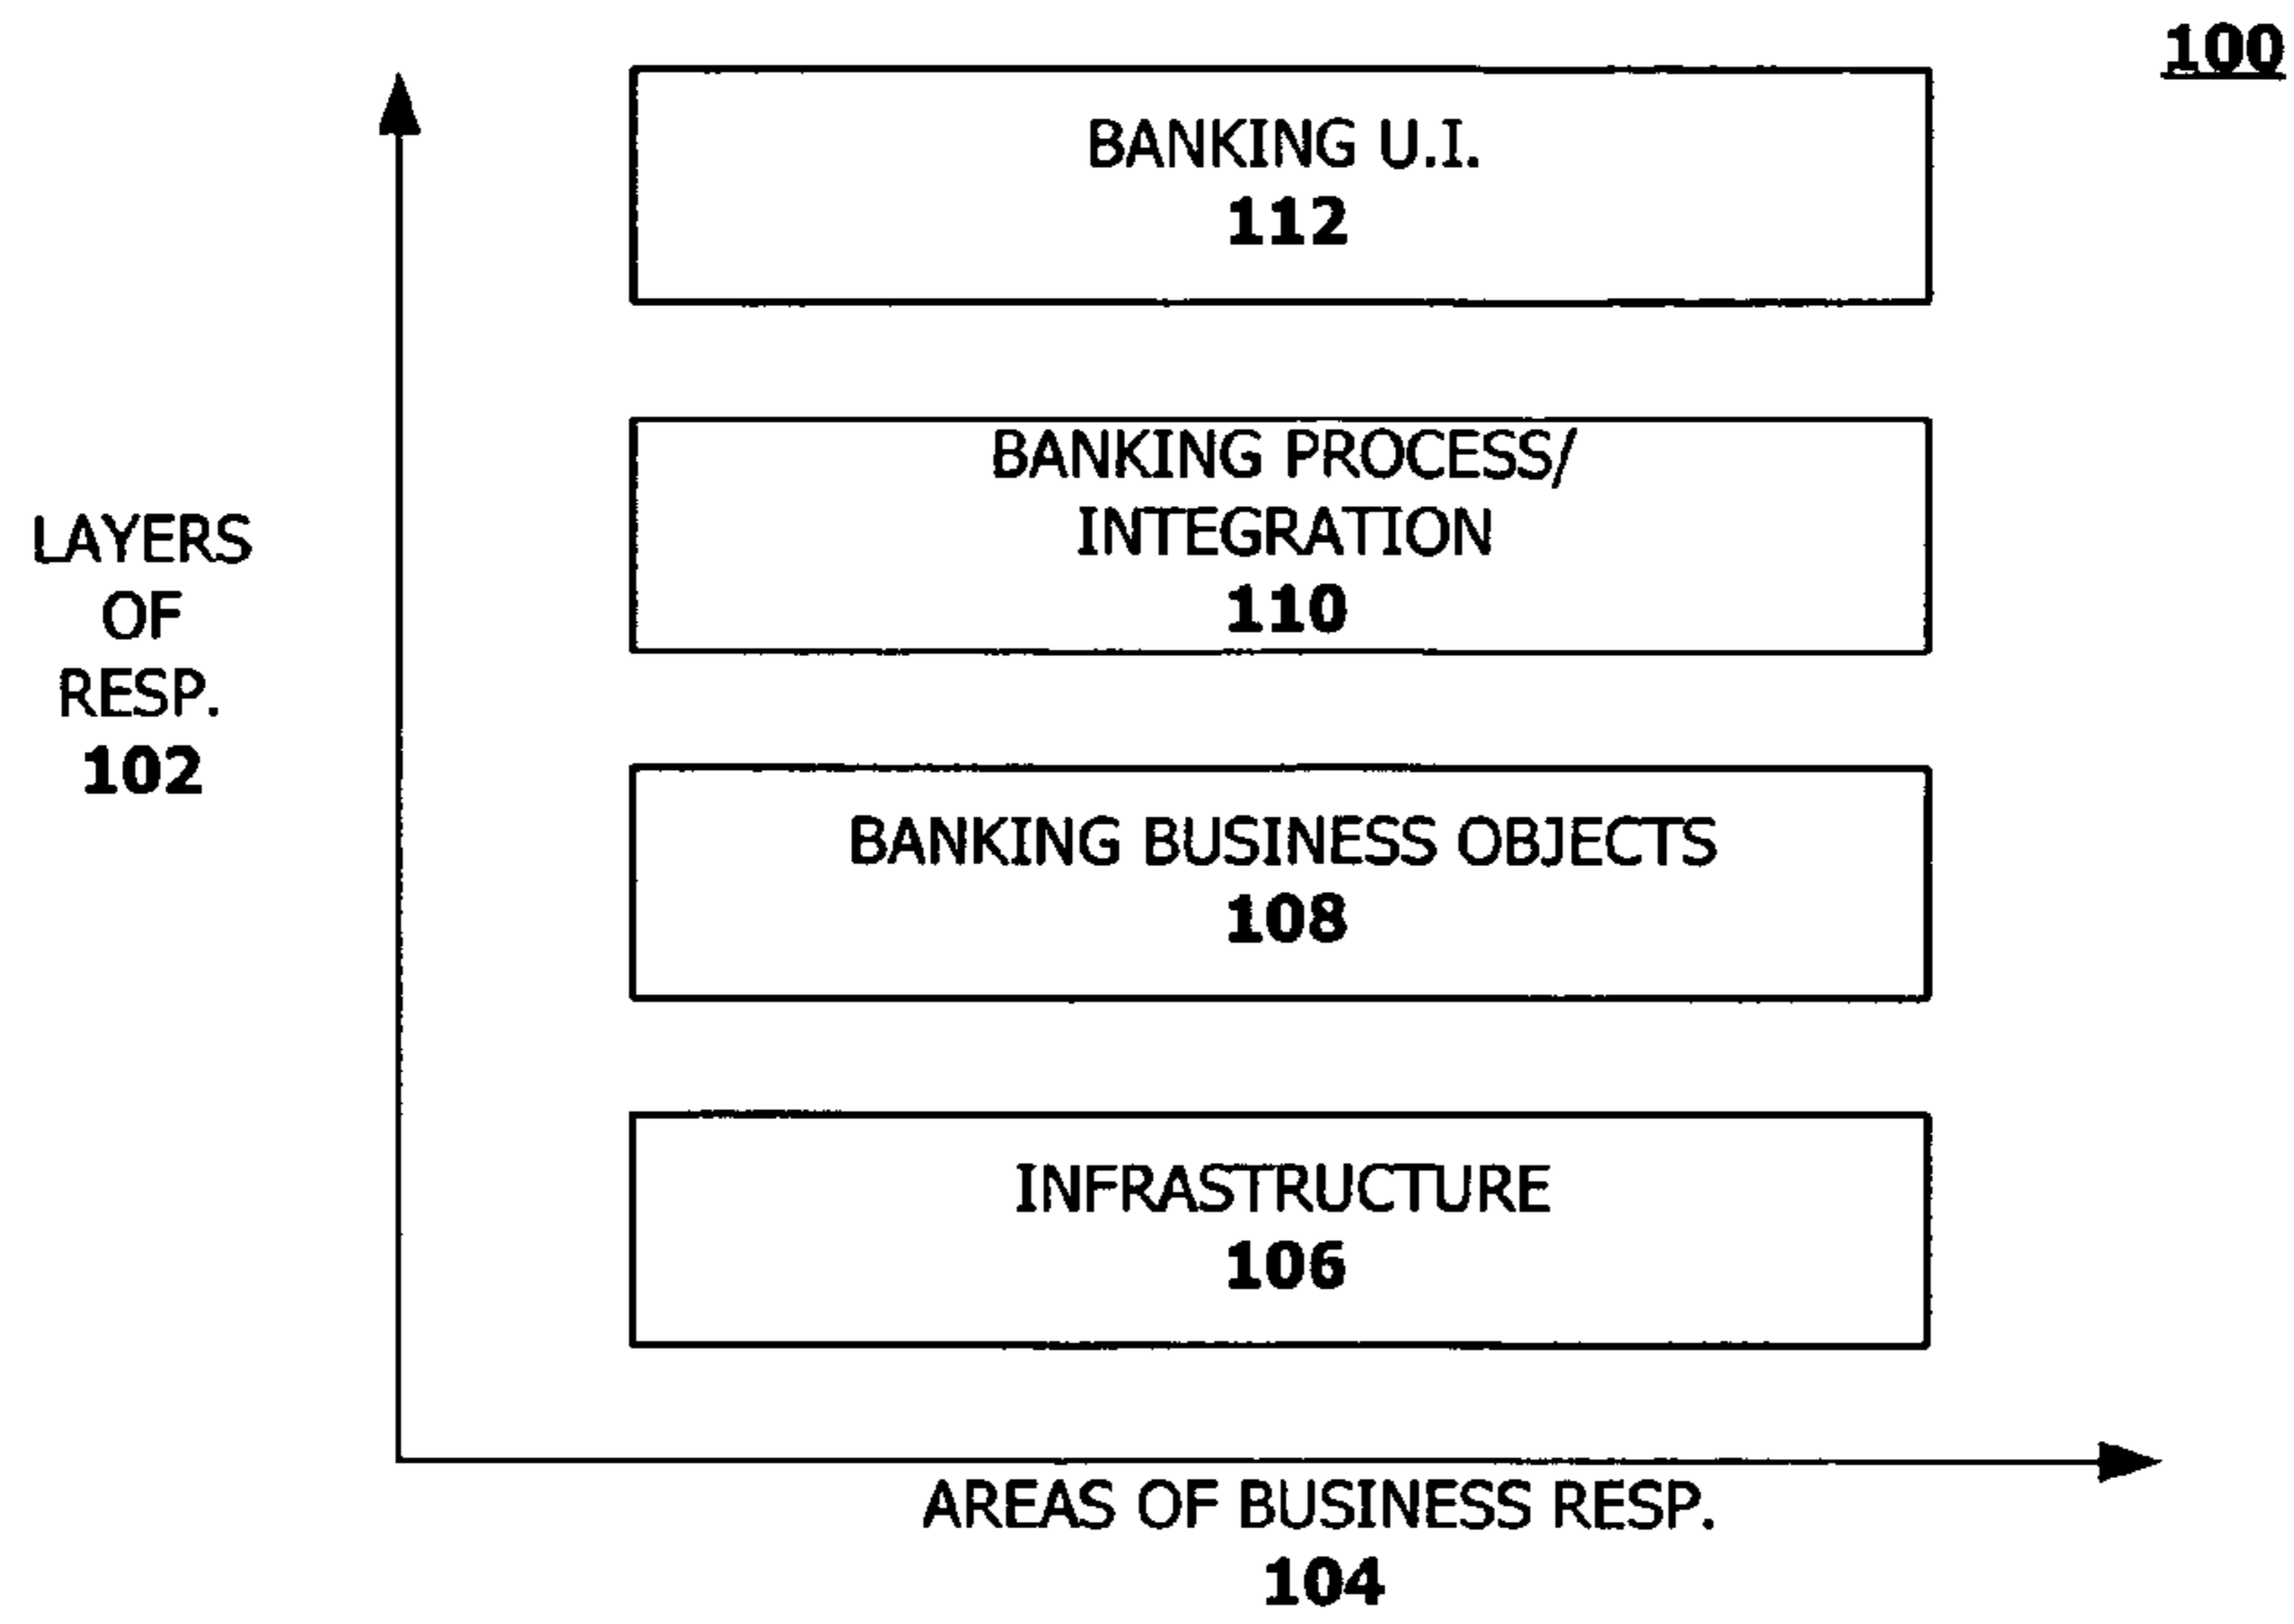 100
BANKING U.I.
112
BANKING PROCESS/
INTEGRATION
110
LAYERS
OF
RESP.
102
BANKING BUSINESS OBJECTS
108
INFRASTRUCTURE
106
AREAS OF BUSINESS RESP.
104